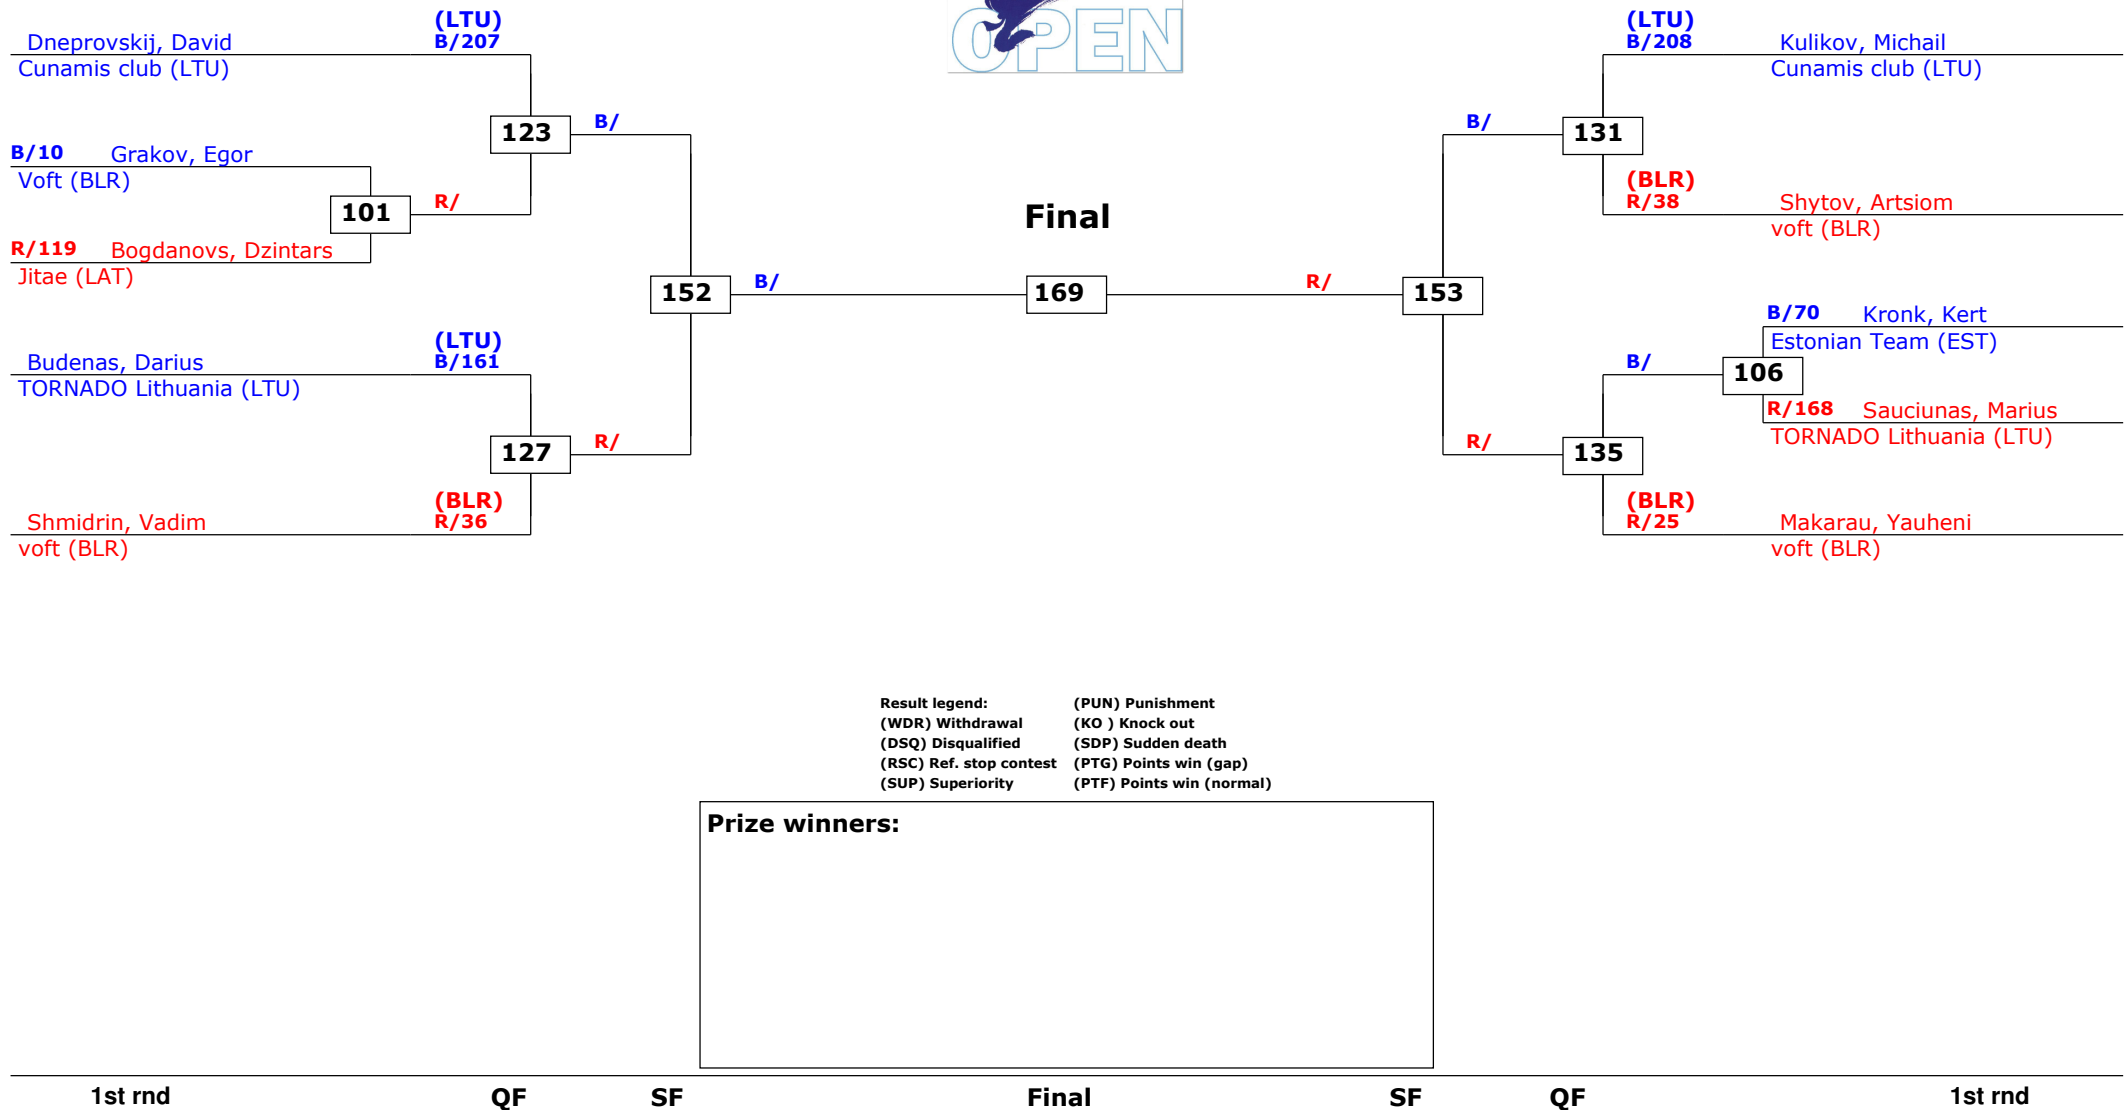 OPEN
(LTU)
Dneprovskij, David B/207
Cunamis club (LTU)
123
B/
B/10 Grakov, Egor
Voft (BLR)
101
R/
R/119 Bogdanovs, Dzintars
Jitae (LAT)
152
B/
(LTU)
Budenas, Darius B/161
TORNADO Lithuania (LTU)
127
R/
(BLR)
Shmidrin, Vadim R/36
voft (BLR)
Final
169
R/
153
(LTU)
B/208 Kulikov, Michail
Cunamis club (LTU)
B/
131
(BLR)
R/38 Shytov, Artsiom
voft (BLR)
B/70 Kronk, Kert
Estonian Team (EST)
B/
106
R/168 Sauciunas, Marius
TORNADO Lithuania (LTU)
R/
135
(BLR)
R/25 Makarau, Yauheni
voft (BLR)
Result legend: (PUN) Punishment
(WDR) Withdrawal (KO ) Knock out
(DSQ) Disqualified (SDP) Sudden death
(RSC) Ref. stop contest (PTG) Points win (gap)
(SUP) Superiority (PTF) Points win (normal)
Prize winners:
1st rnd QF SF Final SF QF 1st rnd